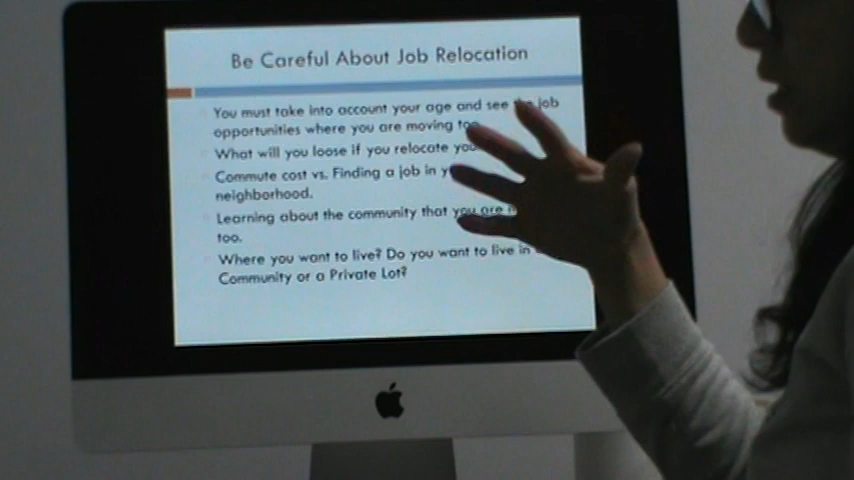 Be Careful About Job Relocation
You must take into account your age and see the job
opportunities where you are moving too
What will you loose if you relocate
Commute cost vs. Finding a job in
neighborhood.
Learning about the community that you are
too.
Where you want to live? Do you want to live in
Community or a Private Lot?